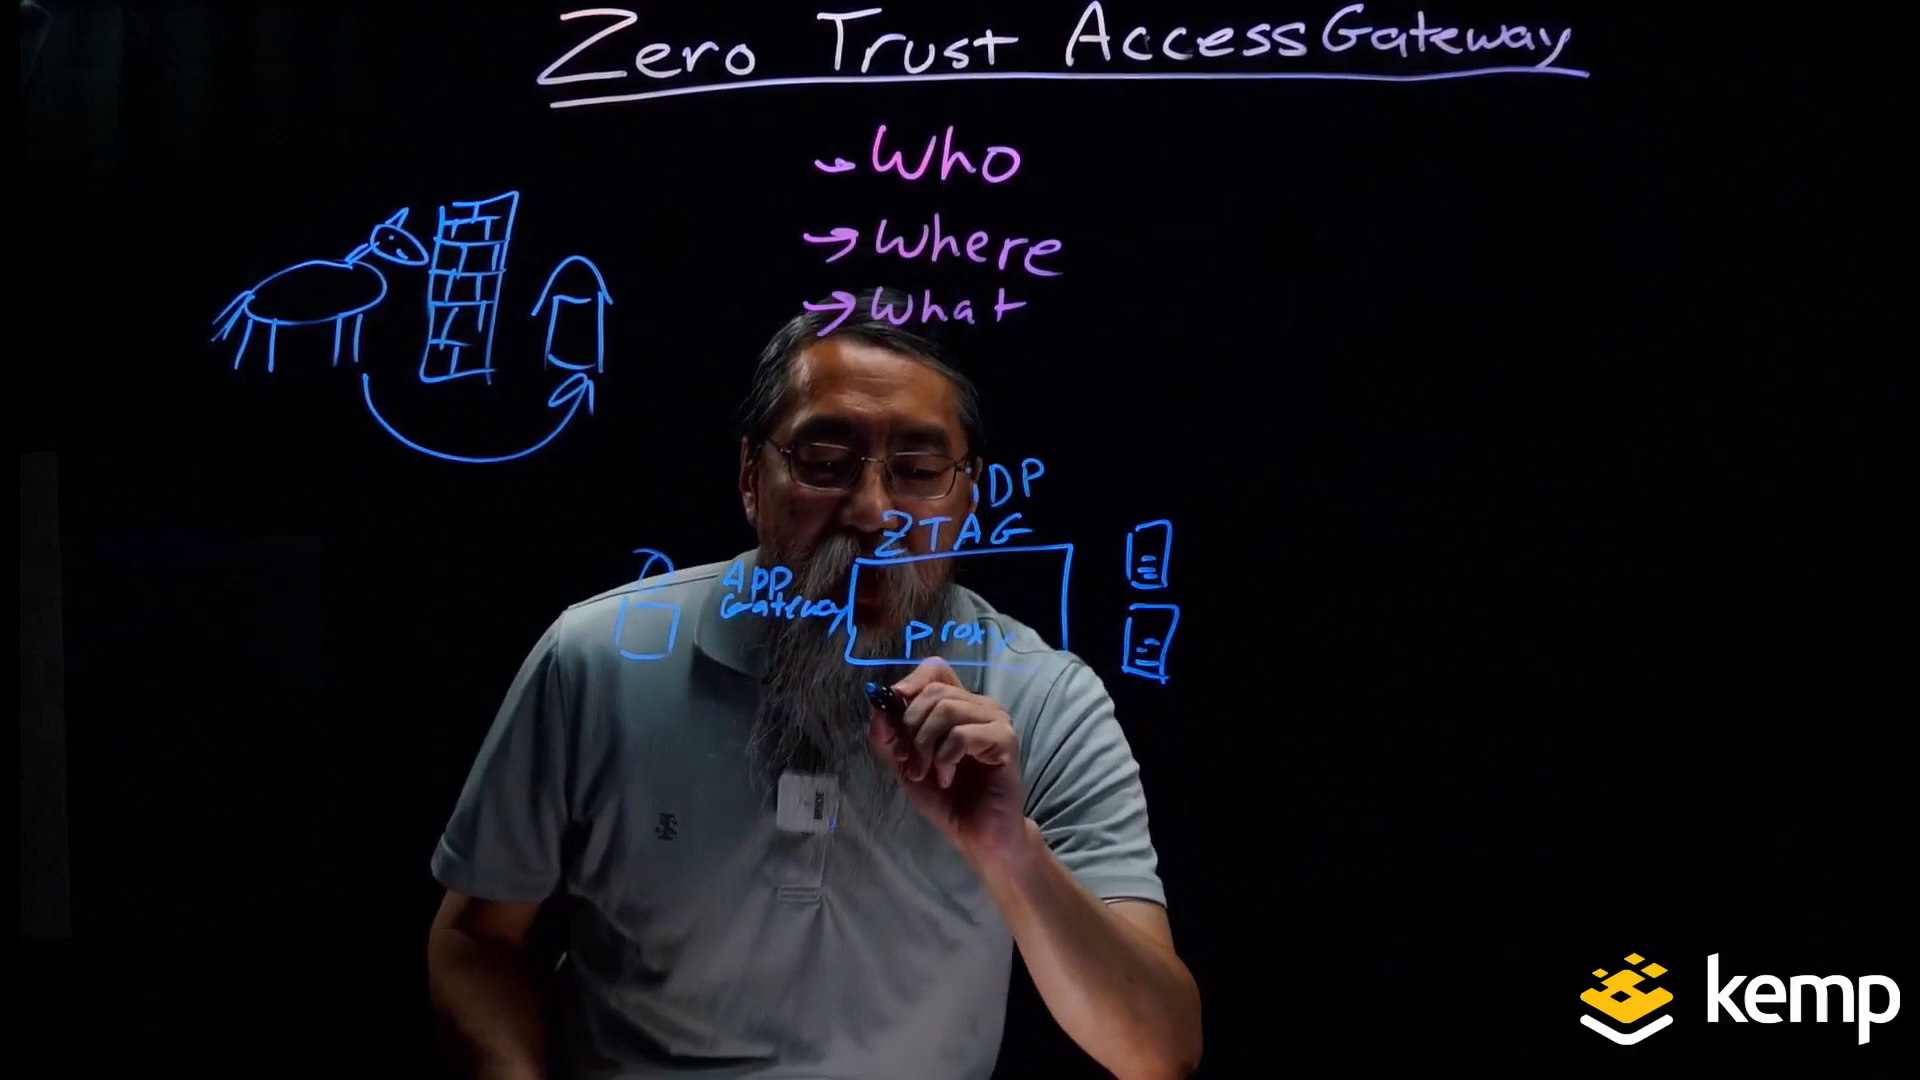 Zero Trust Access Gateway
Who
Where
What
iDP
ZTAG
App
Gateway
proxy
kemp